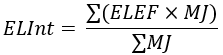 ELInt = ∑(ELEF × MJ) / ∑MJ